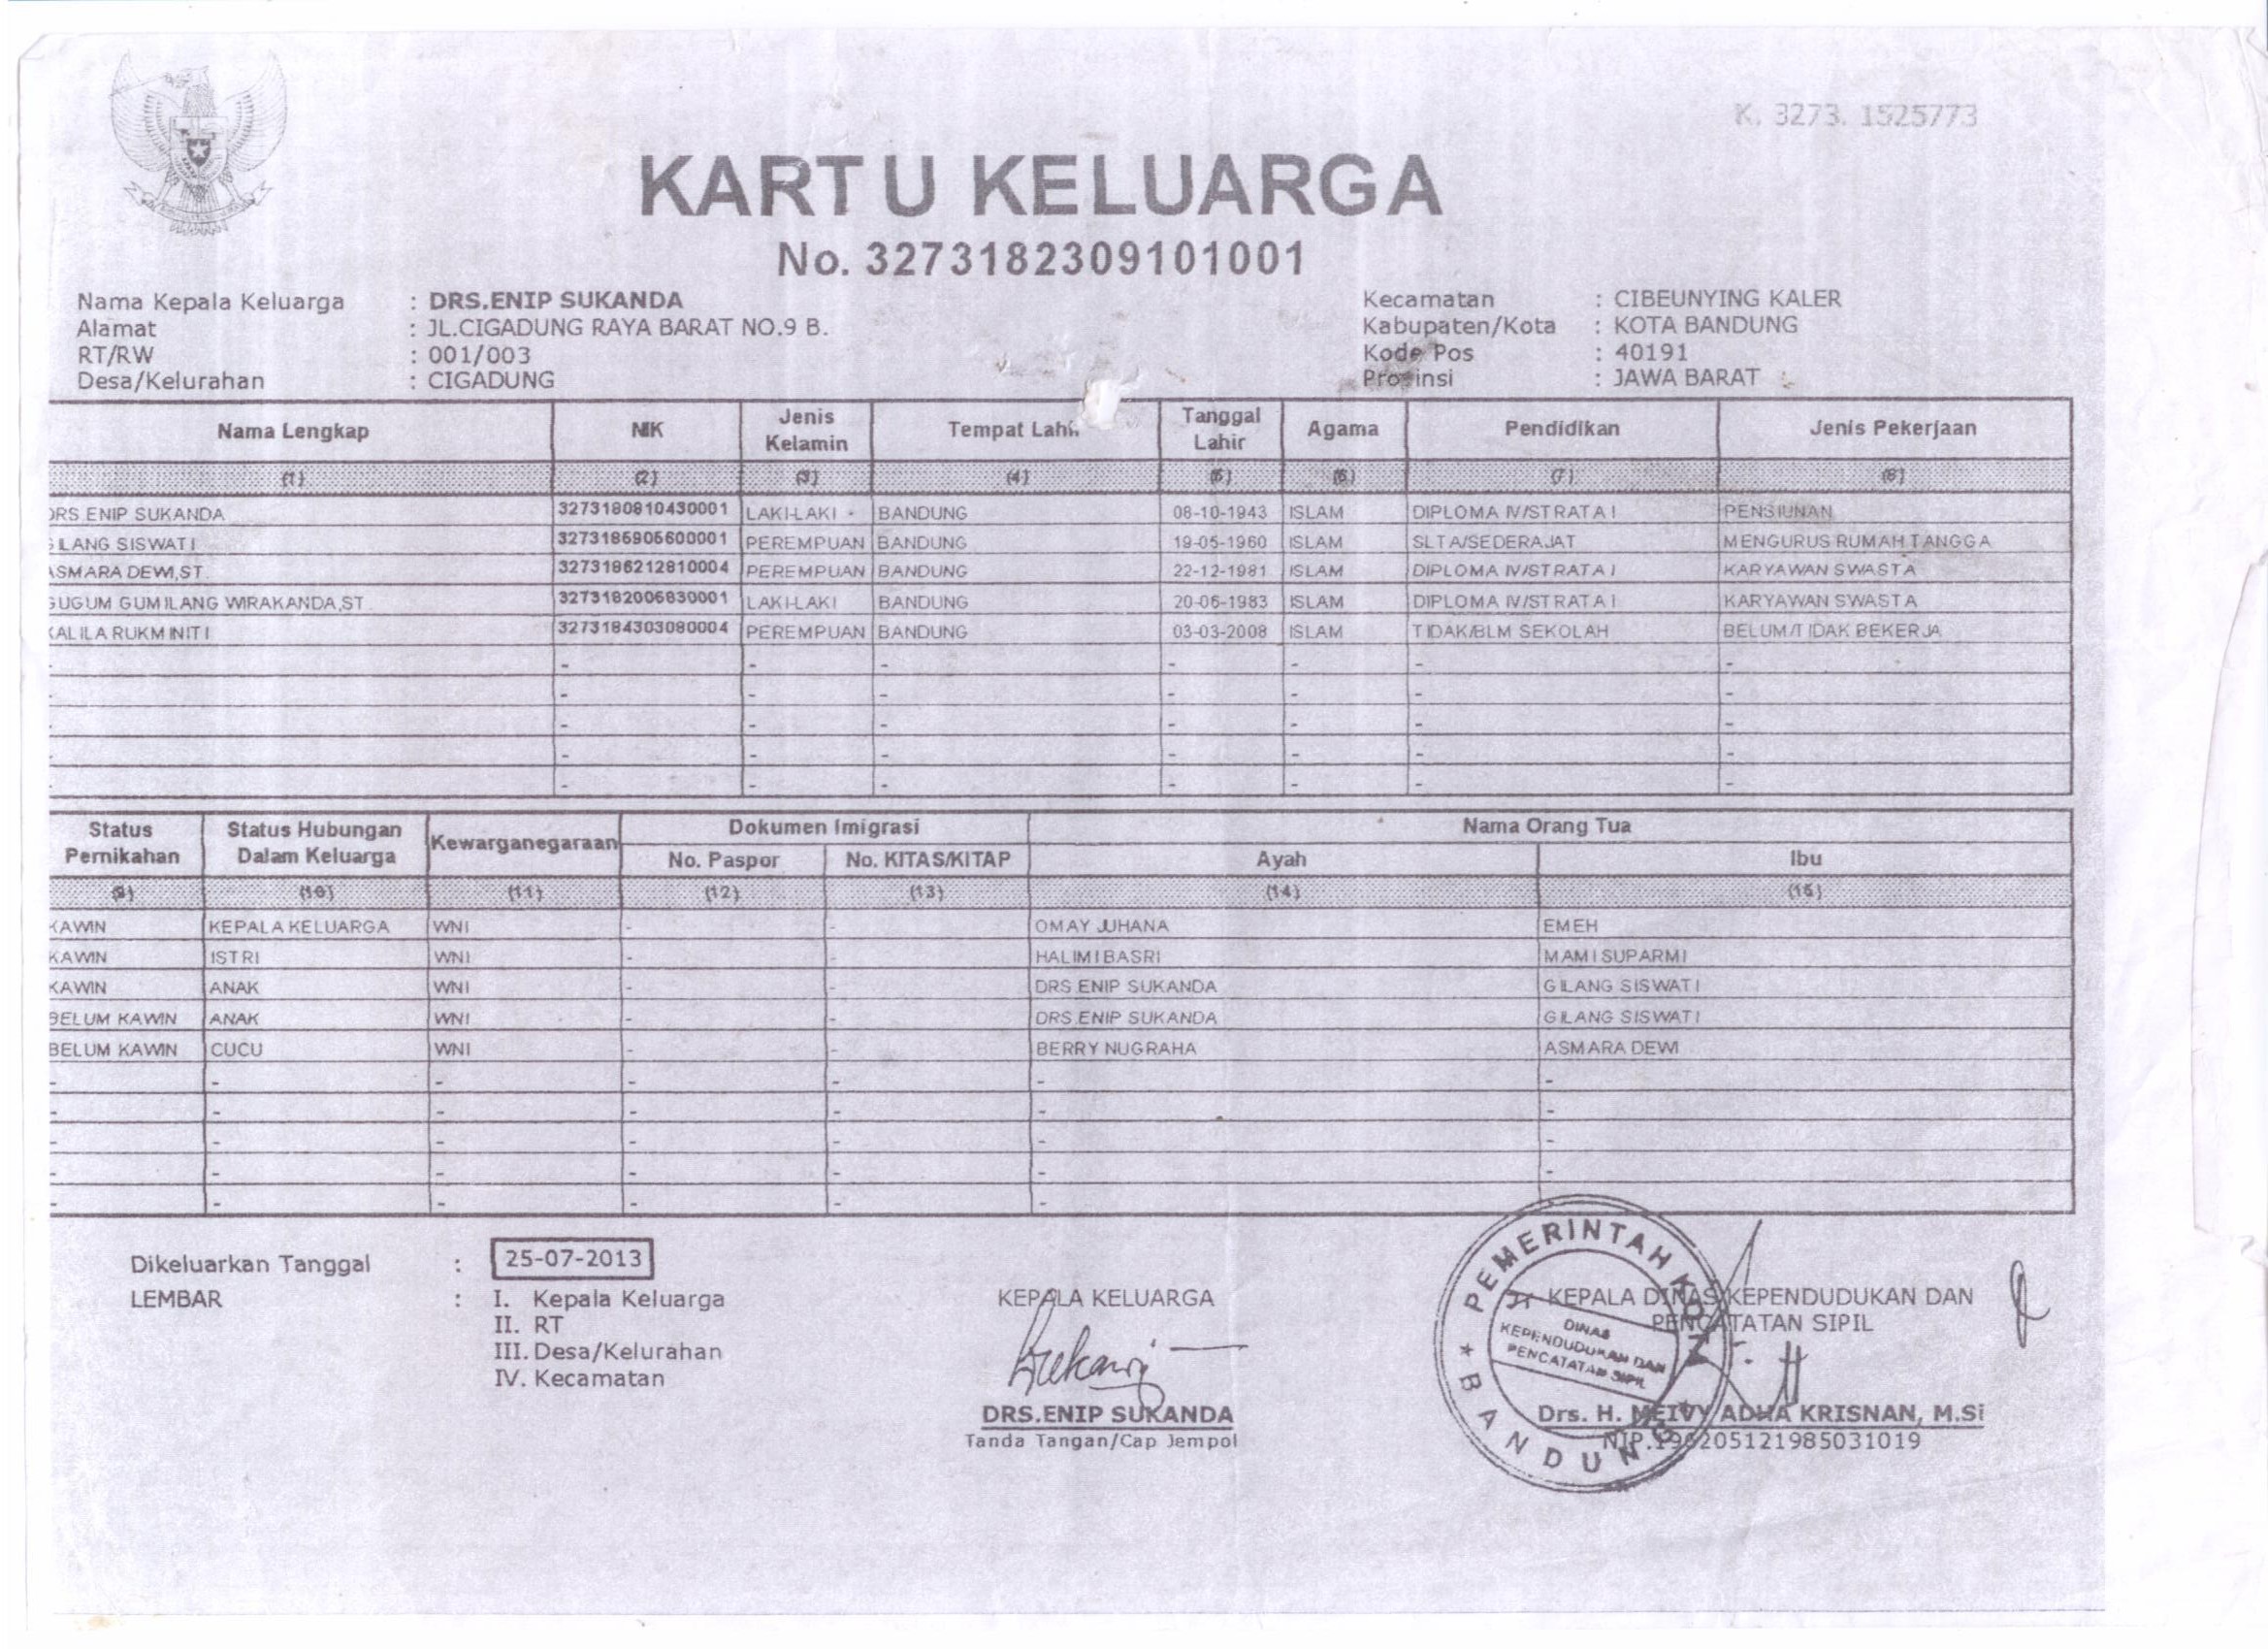 K. 3273. 1525773
KARTU KELUARGA
No. 3273182309101001
Nama Kepala Keluarga : DRS.ENIP SUKANDA
Alamat : JL.CIGADUNG RAYA BARAT NO.9 B.
RT/RW : 001/003
Desa/Kelurahan : CIGADUNG
Kecamatan : CIBEUNYING KALER
Kabupaten/Kota : KOTA BANDUNG
Kode Pos : 40191
Provinsi : JAWA BARAT
Nama Lengkap NIK Jenis Kelamin Tempat Lahir Tanggal Lahir Agama Pendidikan Jenis Pekerjaan
(1) (2) (3) (4) (5) (6) (7) (8)
DRS.ENIP SUKANDA 3273180810430001 LAKI-LAKI BANDUNG 08-10-1943 ISLAM DIPLOMA IV/STRATA I PENSIUNAN
GILANG SISWATI 3273185905600001 PEREMPUAN BANDUNG 19-05-1960 ISLAM SLTA/SEDERAJAT MENGURUS RUMAH TANGGA
ASMARA DEWI,ST. 3273186212810004 PEREMPUAN BANDUNG 22-12-1981 ISLAM DIPLOMA IV/STRATA I KARYAWAN SWASTA
GUGUM GUMILANG WIRAKANDA,ST 3273182006830001 LAKI-LAKI BANDUNG 20-06-1983 ISLAM DIPLOMA IV/STRATA I KARYAWAN SWASTA
KALILA RUKMINITI 3273184303080004 PEREMPUAN BANDUNG 03-03-2008 ISLAM TIDAK/BLM SEKOLAH BELUM/TIDAK BEKERJA
- - - - - - - -
- - - - - - - -
- - - - - - - -
- - - - - - - -
- - - - - - - -
Status Pernikahan Status Hubungan Dalam Keluarga Kewarganegaraan Dokumen Imigrasi Nama Orang Tua
No. Paspor No. KITAS/KITAP Ayah Ibu
(9) (10) (11) (12) (13) (14) (15)
KAWIN KEPALA KELUARGA WNI - - OMAY JUHANA EMEH
KAWIN ISTRI WNI - - HALIMI BASRI MAMI SUPARMI
KAWIN ANAK WNI - - DRS.ENIP SUKANDA GILANG SISWATI
BELUM KAWIN ANAK WNI - - DRS.ENIP SUKANDA GILANG SISWATI
BELUM KAWIN CUCU WNI - - BERRY NUGRAHA ASMARA DEWI
- - - - - - -
- - - - - - -
- - - - - - -
- - - - - - -
- - - - - -
Dikeluarkan Tanggal : 25-07-2013
LEMBAR : I. Kepala Keluarga
II. RT
III. Desa/Kelurahan
IV. Kecamatan
KEPALA KELUARGA
DRS.ENIP SUKANDA
Tanda Tangan/Cap Jempol
KEPALA DINAS KEPENDUDUKAN DAN
PENCATATAN SIPIL
Drs. H. MEIVY ADHA KRISNAN, M.Si
NIP.196205121985031019
PEMERINTAH KOTA
DINAS
KEPENDUDUKAN DAN
PENCATATAN SIPIL
BANDUNG